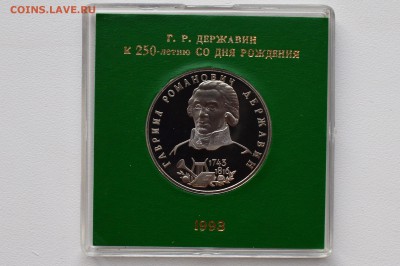 COINS.LAVE.RU
Г. Р. ДЕРЖАВИН
К 250-летию СО ДНЯ РОЖДЕНИЯ
ГАВРИИЛ РОМАНОВИЧ ДЕРЖАВИН
1743
1816
1993